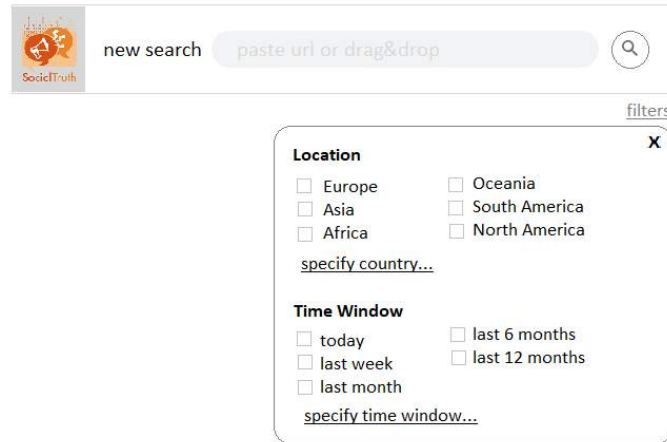 SocialTruth
new search
paste url or drag&drop
filters
X
Location
Europe
Asia
Africa
Oceania
South America
North America
specify country...
Time Window
today
last week
last month
last 6 months
last 12 months
specify time window...